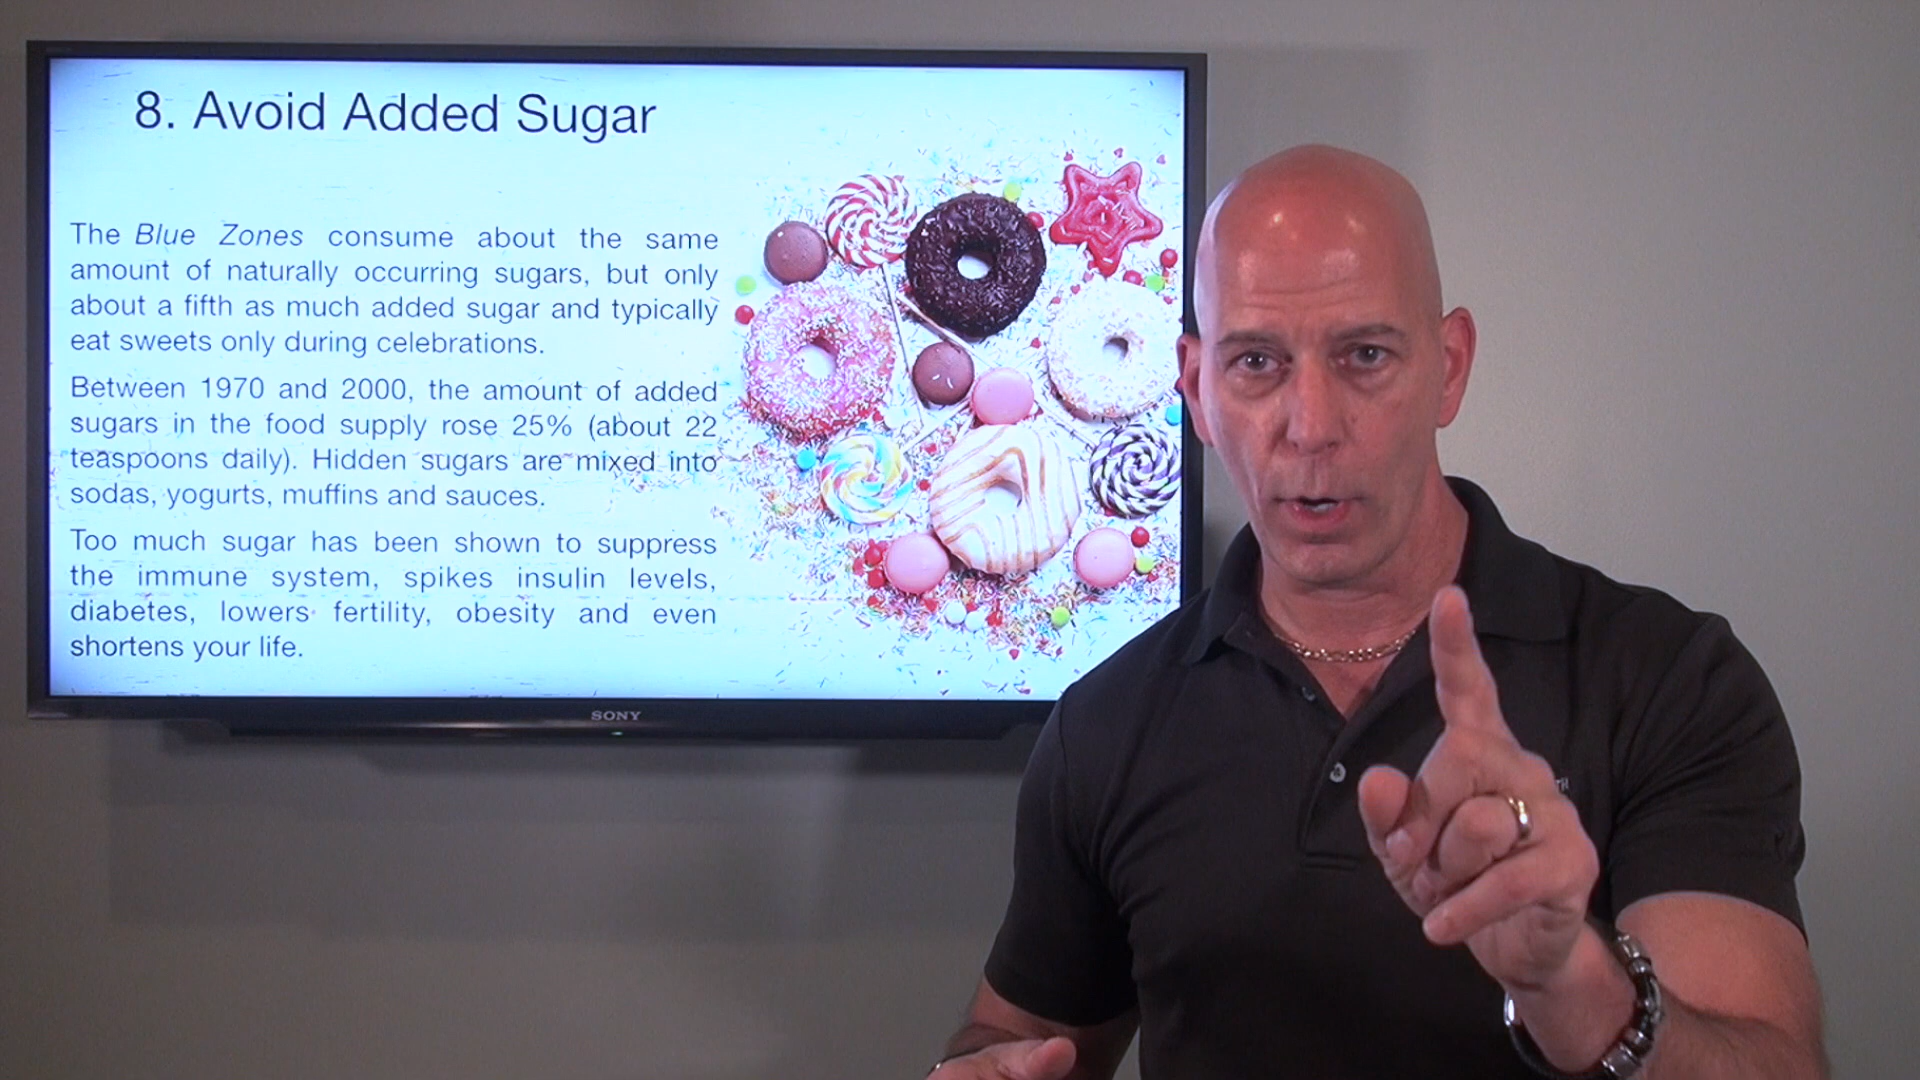 8. Avoid Added Sugar
The Blue Zones consume about the same
amount of naturally occurring sugars, but only
about a fifth as much added sugar and typically
eat sweets only during celebrations.
Between 1970 and 2000, the amount of added
sugars in the food supply rose 25% (about 22
teaspoons daily). Hidden sugars are mixed into
sodas, yogurts, muffins and sauces.
Too much sugar has been shown to suppress
the immune system, spikes insulin levels,
diabetes, lowers fertility, obesity and even
shortens your life.
SONY